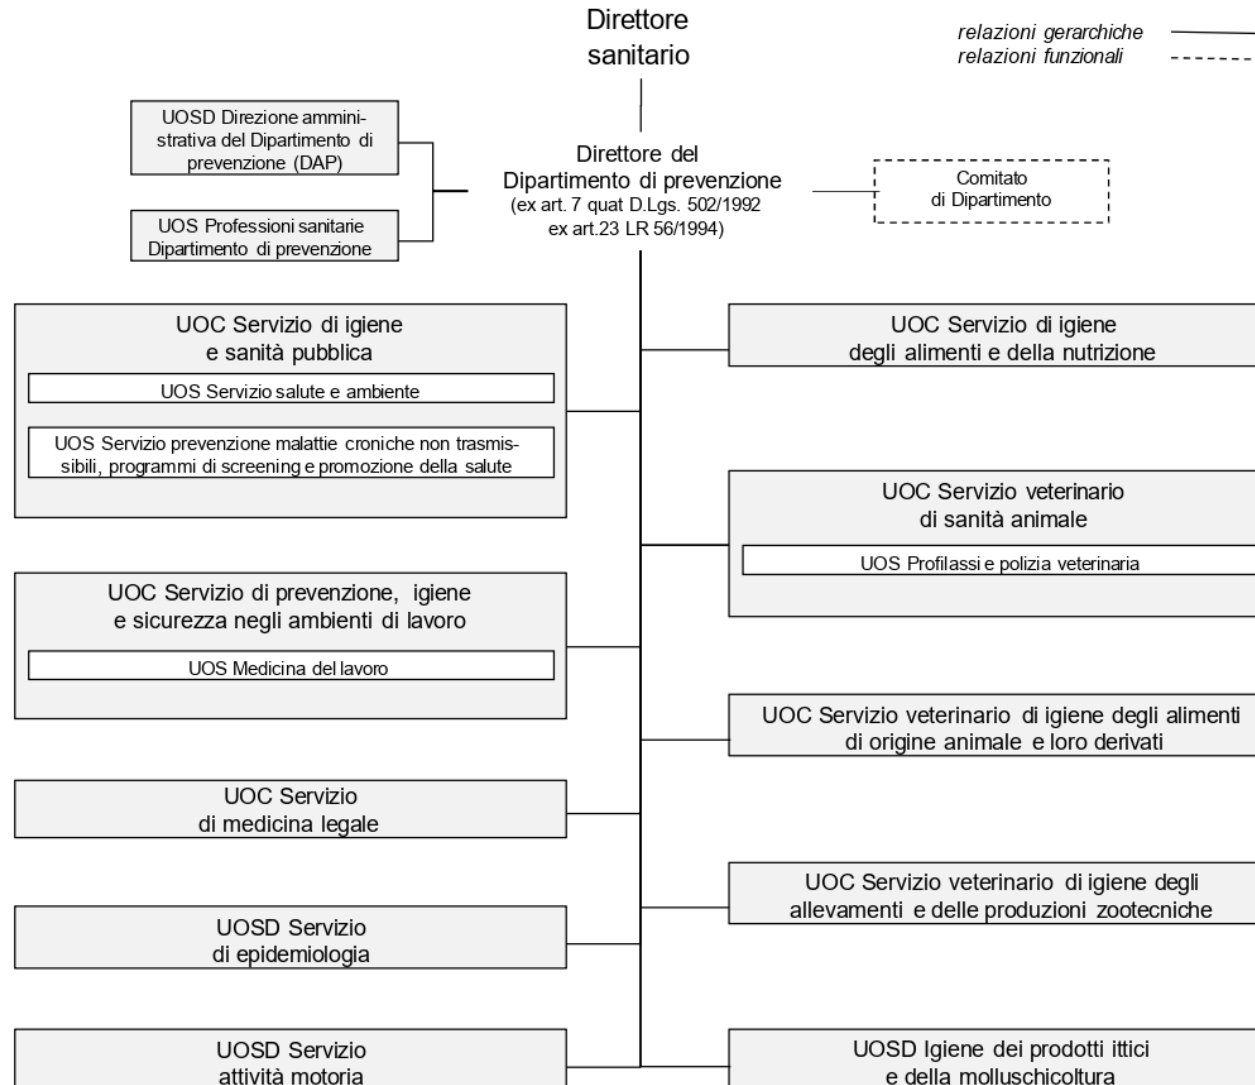 Direttore
sanitario
relazioni gerarchiche
relazioni funzionali
UOSD Direzione ammini-
strativa del Dipartimento di
prevenzione (DAP)
UOS Professioni sanitarie
Dipartimento di prevenzione
Direttore del
Dipartimento di prevenzione
(ex art. 7 quat D.Lgs. 502/1992
ex art.23 LR 56/1994)
Comitato
di Dipartimento
UOC Servizio di igiene
e sanità pubblica
UOS Servizio salute e ambiente
UOS Servizio prevenzione malattie croniche non trasmis-
sibili, programmi di screening e promozione della salute
UOC Servizio di prevenzione, igiene
e sicurezza negli ambienti di lavoro
UOS Medicina del lavoro
UOC Servizio
di medicina legale
UOSD Servizio
di epidemiologia
UOSD Servizio
attività motoria
UOC Servizio di igiene
degli alimenti e della nutrizione
UOC Servizio veterinario
di sanità animale
UOS Profilassi e polizia veterinaria
UOC Servizio veterinario di igiene degli alimenti
di origine animale e loro derivati
UOC Servizio veterinario di igiene degli
allevamenti e delle produzioni zootecniche
UOSD Igiene dei prodotti ittici
e della molluschicoltura